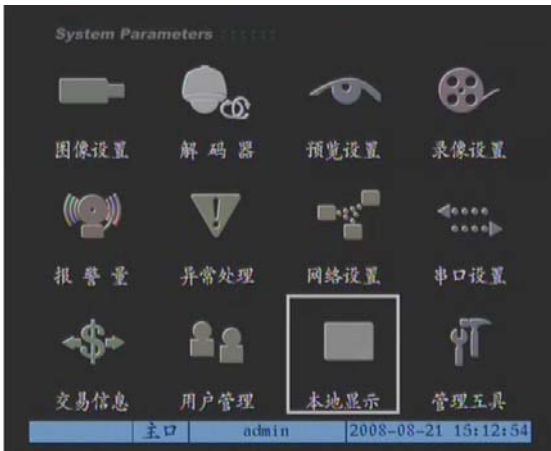 System Parameters
图像设置 解码器 预览设置 录像设置
报警量 异常处理 网络设置 串口设置
交易信息 用户管理 本地显示 管理工具
主口 admin 2008-08-21 15:12:54